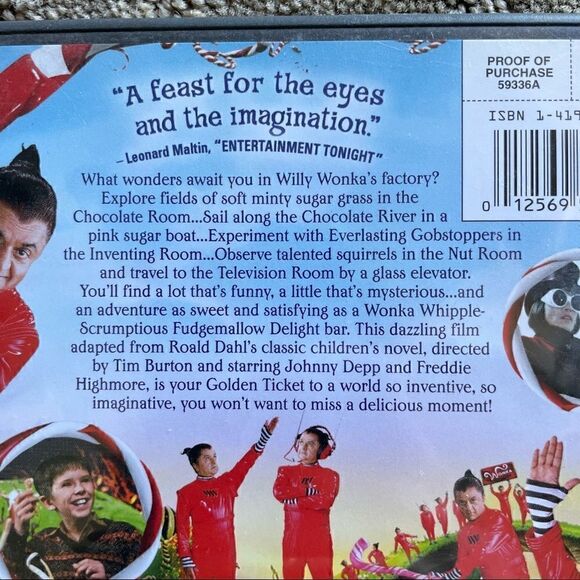 "A feast for the eyes
and the imagination."
– Leonard Maltin, "ENTERTAINMENT TONIGHT"
What wonders await you in Willy Wonka's factory?
Explore fields of soft minty sugar grass in the
Chocolate Room...Sail along the Chocolate River in a
pink sugar boat...Experiment with Everlasting Gobstoppers in
the Inventing Room...Observe talented squirrels in the Nut Room
and travel to the Television Room by a glass elevator.
You'll find a lot that's funny, a little that's mysterious...and
an adventure as sweet and satisfying as a Wonka Whipple-
Scrumptious Fudgemallow Delight bar. This dazzling film
adapted from Roald Dahl's classic children's novel, directed
by Tim Burton and starring Johnny Depp and Freddie
Highmore, is your Golden Ticket to a world so inventive, so
imaginative, you won't want to miss a delicious moment!
PROOF OF
PURCHASE
59336A
ISBN 1-419
0 12569
Wonka